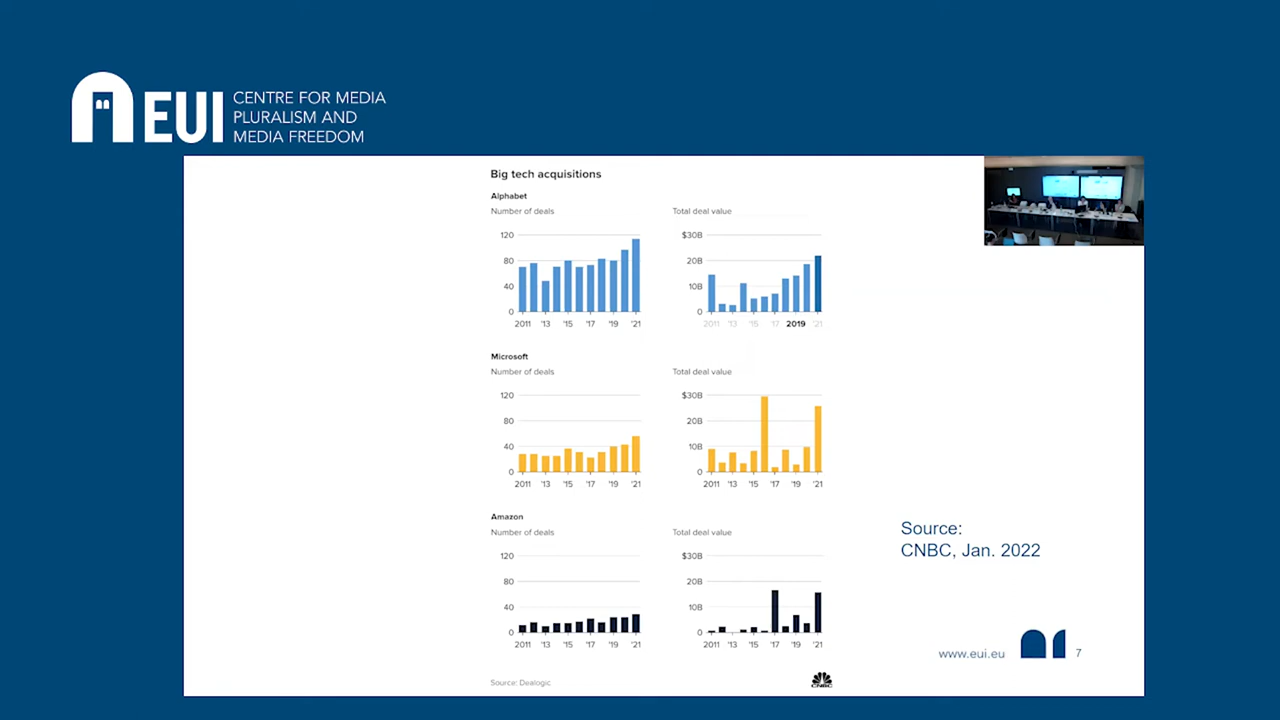 EUI
CENTRE FOR MEDIA
PLURALISM AND
MEDIA FREEDOM
Big tech acquisitions
Alphabet
Number of deals
120
80
40
0
2011 '13 '15 '17 '19 '21
Total deal value
$30B
20B
10B
0
2011 '13 '15 '17 2019 '21
Microsoft
Number of deals
120
80
40
0
2011 '13 '15 '17 '19 '21
Total deal value
$30B
20B
10B
0
2011 '13 '15 '17 '19 '21
Amazon
Number of deals
120
80
40
0
2011 '13 '15 '17 '19 '21
Total deal value
$30B
20B
10B
0
2011 '13 '15 '17 '19 '21
Source: Dealogic
CNBC
Source:
CNBC, Jan. 2022
www.eui.eu
7